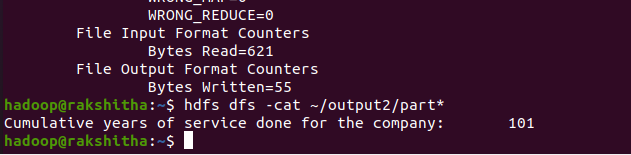 WRONG_REDUCE=0
File Input Format Counters
Bytes Read=621
File Output Format Counters
Bytes Written=55
hadoop@rakshitha:~$ hdfs dfs -cat ~/output2/part*
Cumulative years of service done for the company: 101
hadoop@rakshitha:~$